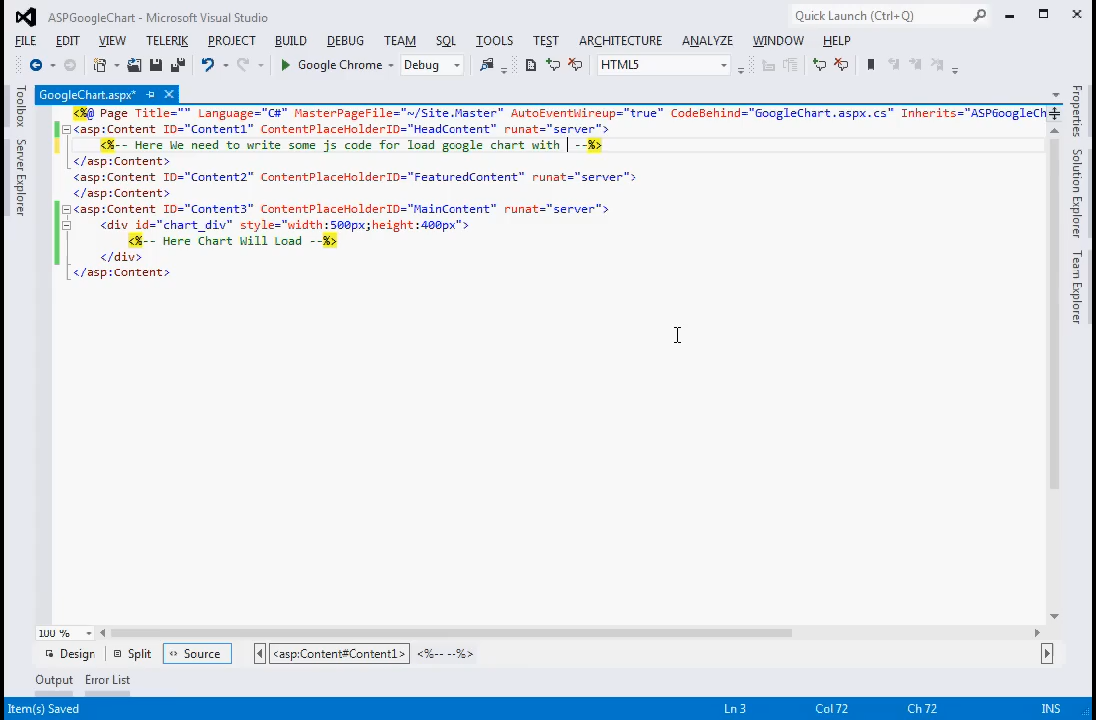 ASPGoogleChart - Microsoft Visual Studio
Quick Launch (Ctrl+Q)
FILE EDIT VIEW TELERIK PROJECT BUILD DEBUG TEAM SQL TOOLS TEST ARCHITECTURE ANALYZE WINDOW HELP
Google Chrome Debug HTML5
GoogleChart.aspx*
Toolbox
Server Explorer
<%@ Page Title="" Language="C#" MasterPageFile="~/Site.Master" AutoEventWireup="true" CodeBehind="GoogleChart.aspx.cs" Inherits="ASPGoogleCh
<asp:Content ID="Content1" ContentPlaceHolderID="HeadContent" runat="server">
<%-- Here We need to write some js code for load google chart with --%>
</asp:Content>
<asp:Content ID="Content2" ContentPlaceHolderID="FeaturedContent" runat="server">
</asp:Content>
<asp:Content ID="Content3" ContentPlaceHolderID="MainContent" runat="server">
<div id="chart_div" style="width:500px;height:400px">
<%-- Here Chart Will Load --%>
</div>
</asp:Content>
Properties
Solution Explorer
Team Explorer
100 %
Design Split Source <asp:Content#Content1> <%-- --%>
Output Error List
Item(s) Saved Ln 3 Col 72 Ch 72 INS